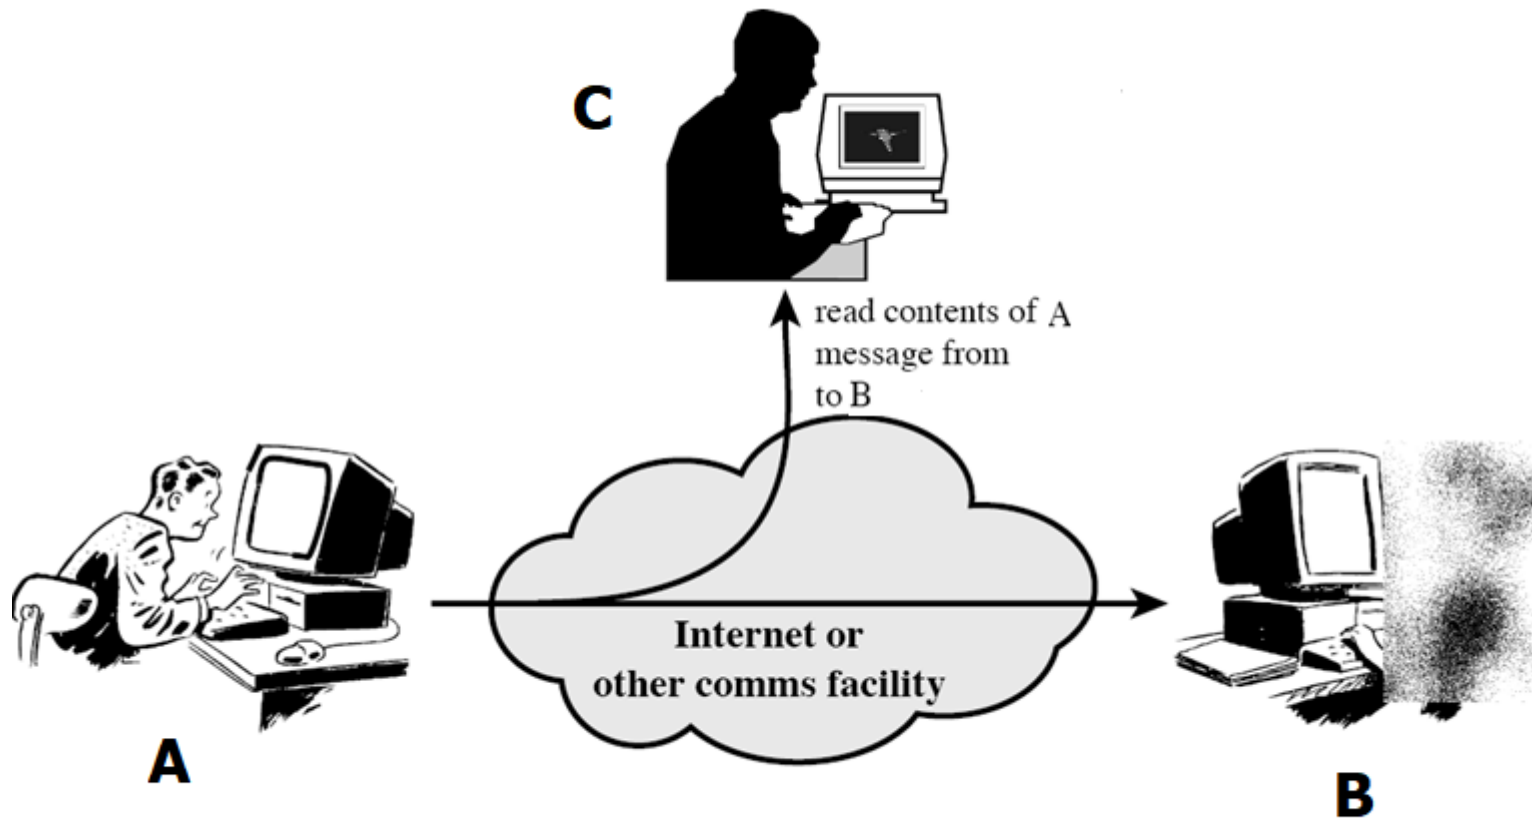 C
read contents of A
message from
to B
Internet or
other comms facility
A
B